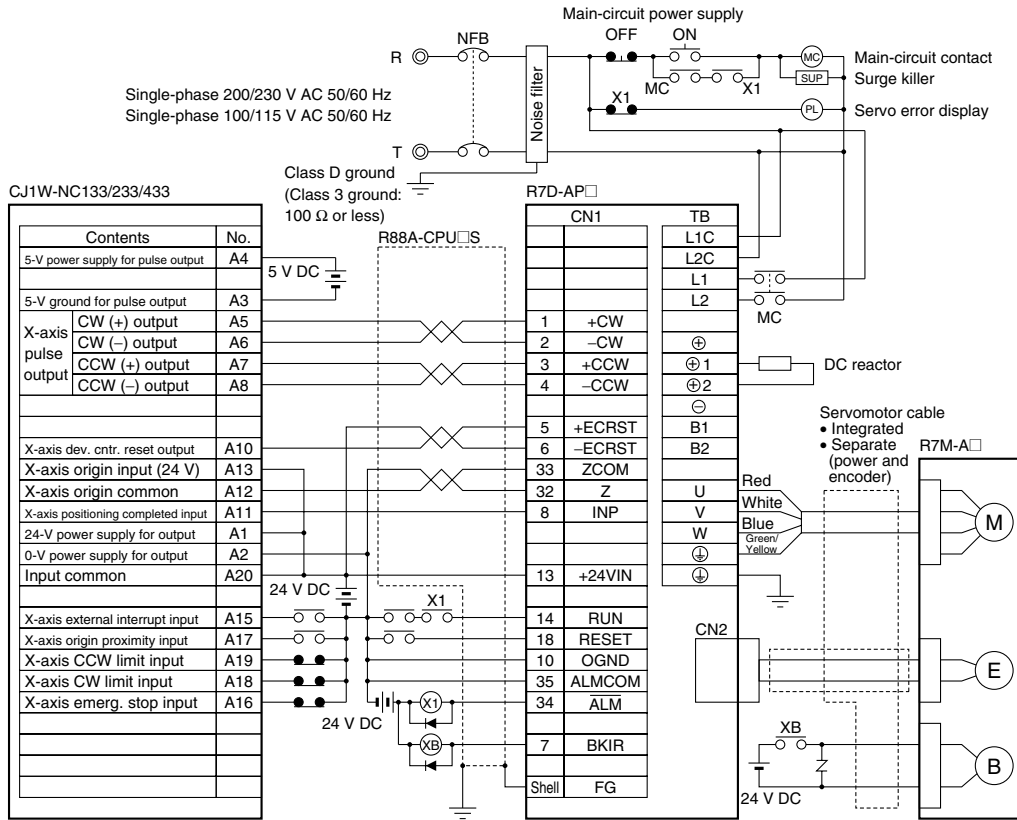 Main-circuit power supply
OFF ON
R NFB
MC Main-circuit contact
MC X1 SUP Surge killer
Single-phase 200/230 V AC 50/60 Hz
X1 PL Servo error display
Single-phase 100/115 V AC 50/60 Hz
Noise filter
T
Class D ground
(Class 3 ground:
100 Ω or less)
CJ1W-NC133/233/433
R7D-AP□
R88A-CPU□S
Contents No.
5-V power supply for pulse output A4
5 V DC
5-V ground for pulse output A3
X-axis pulse output
CW (+) output A5
CW (−) output A6
CCW (+) output A7
CCW (−) output A8
X-axis dev. cntr. reset output A10
X-axis origin input (24 V) A13
X-axis origin common A12
X-axis positioning completed input A11
24-V power supply for output A1
0-V power supply for output A2
Input common A20
24 V DC
X-axis external interrupt input A15
X-axis origin proximity input A17
X-axis CCW limit input A19
X-axis CW limit input A18
X-axis emerg. stop input A16
X1
24 V DC
X1
XB
CN1 TB
L1C
L2C
L1
L2
MC
1 +CW
2 −CW ⊕
3 +CCW ⊕1
4 −CCW ⊕2
DC reactor
⊖
5 +ECRST B1
6 −ECRST B2
33 ZCOM
32 Z U
8 INP V
W
13 +24VIN
14 RUN
18 RESET
10 OGND
35 ALMCOM
34 ALM
7 BKIR
Shell FG
CN2
Red
White
Blue
Green/
Yellow
Servomotor cable
• Integrated
• Separate
(power and
encoder)
R7M-A□
M
E
XB
B
24 V DC